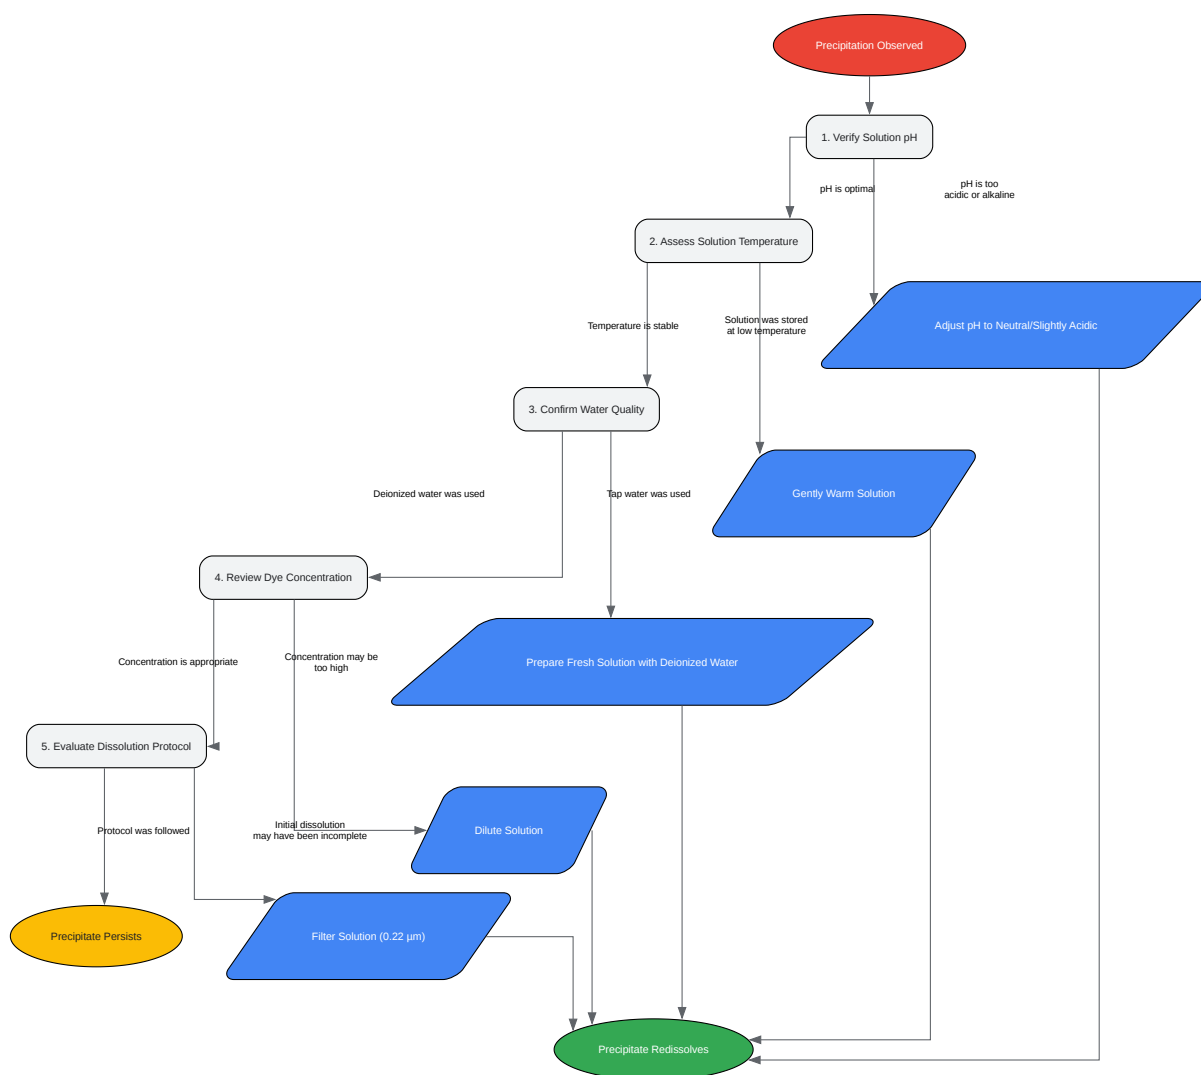 Precipitation Observed
1. Verify Solution pH
pH is optimal
pH is too
acidic or alkaline
2. Assess Solution Temperature
Temperature is stable
Solution was stored
at low temperature
Adjust pH to Neutral/Slightly Acidic
3. Confirm Water Quality
Deionized water was used
Tap water was used
Gently Warm Solution
4. Review Dye Concentration
Concentration is appropriate
Concentration may be
too high
Prepare Fresh Solution with Deionized Water
5. Evaluate Dissolution Protocol
Protocol was followed
Initial dissolution
may have been incomplete
Dilute Solution
Precipitate Persists
Filter Solution (0.22 µm)
Precipitate Redissolves